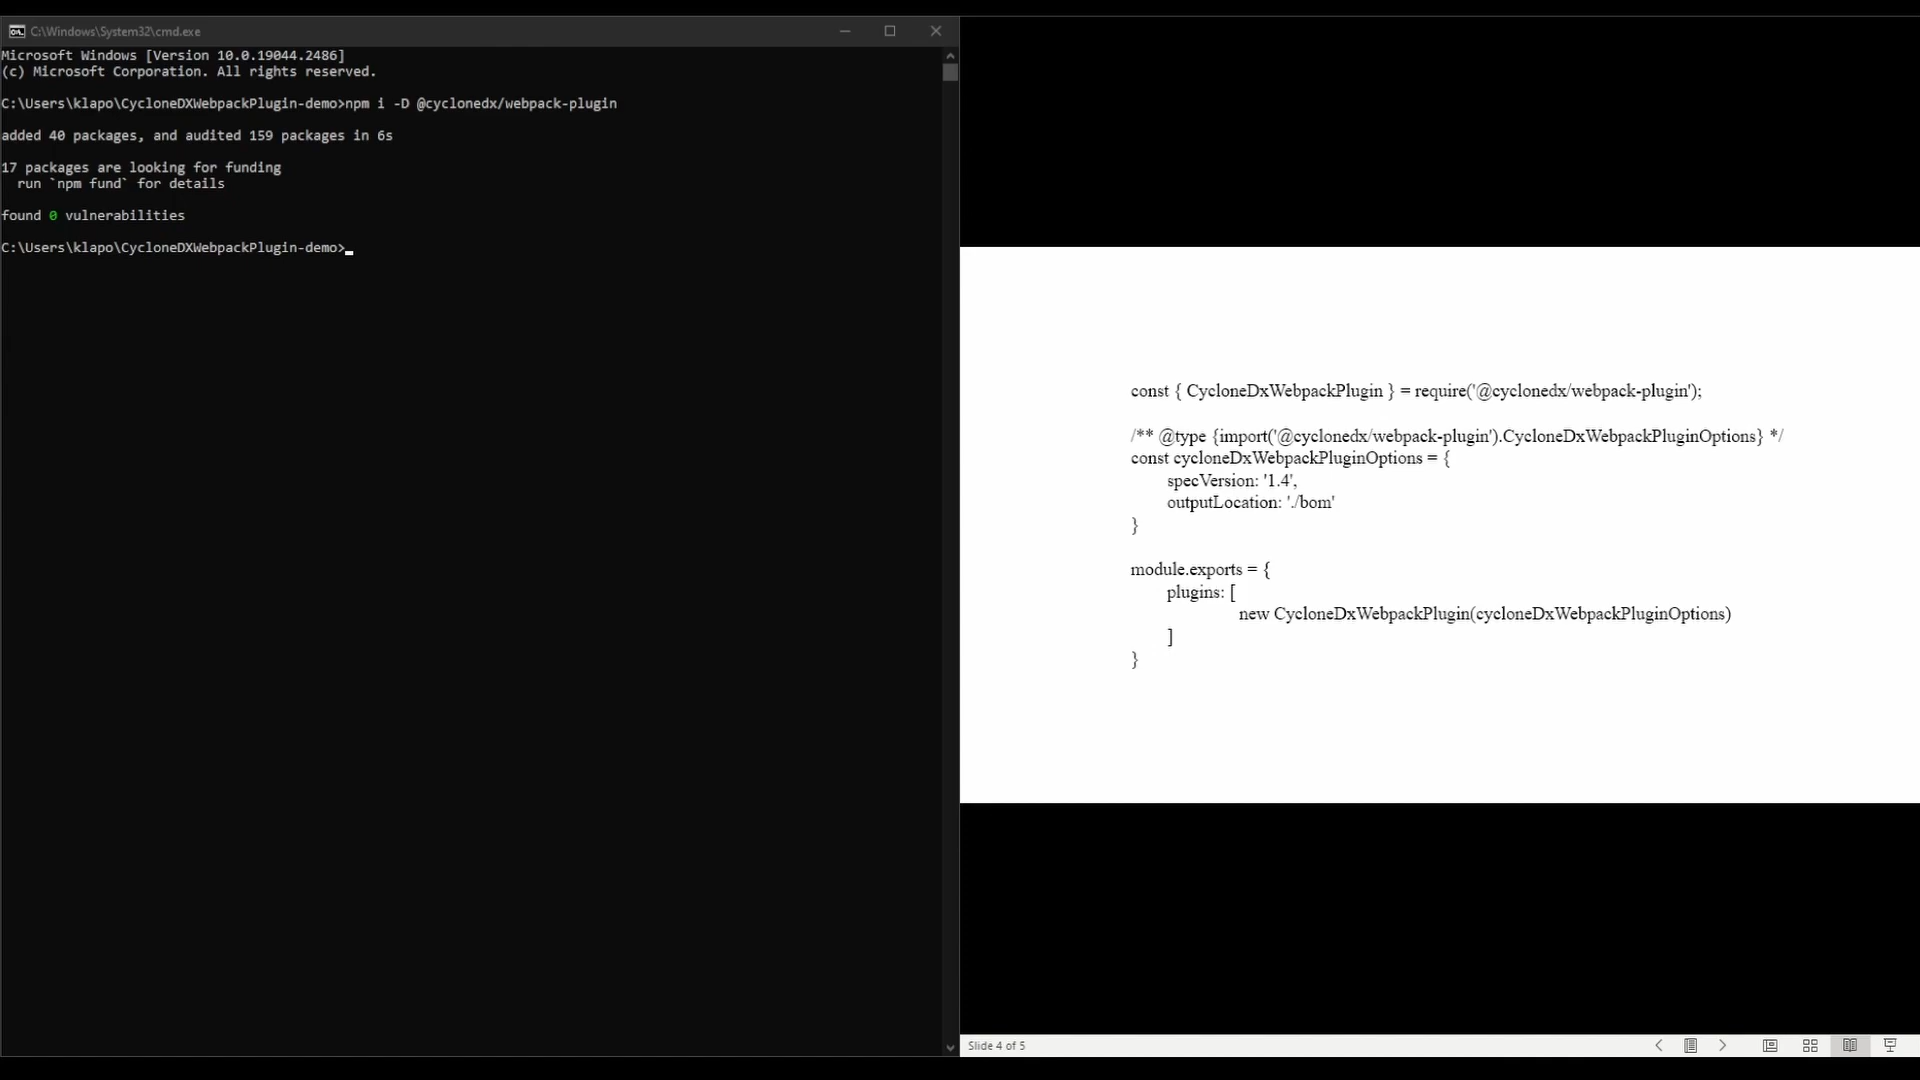 C:\Windows\System32\cmd.exe
Microsoft Windows [Version 10.0.19044.2486]
(c) Microsoft Corporation. All rights reserved.
C:\Users\klapo\CycloneDXWebpackPlugin-demo>npm i -D @cyclonedx/webpack-plugin
added 40 packages, and audited 159 packages in 6s
17 packages are looking for funding
  run `npm fund` for details
found 0 vulnerabilities
C:\Users\klapo\CycloneDXWebpackPlugin-demo>
const { CycloneDxWebpackPlugin } = require('@cyclonedx/webpack-plugin');
/** @type {import('@cyclonedx/webpack-plugin').CycloneDxWebpackPluginOptions} */
const cycloneDxWebpackPluginOptions = {
specVersion: '1.4',
outputLocation: './bom'
}
module.exports = {
plugins: [
new CycloneDxWebpackPlugin(cycloneDxWebpackPluginOptions)
]
}
Slide 4 of 5